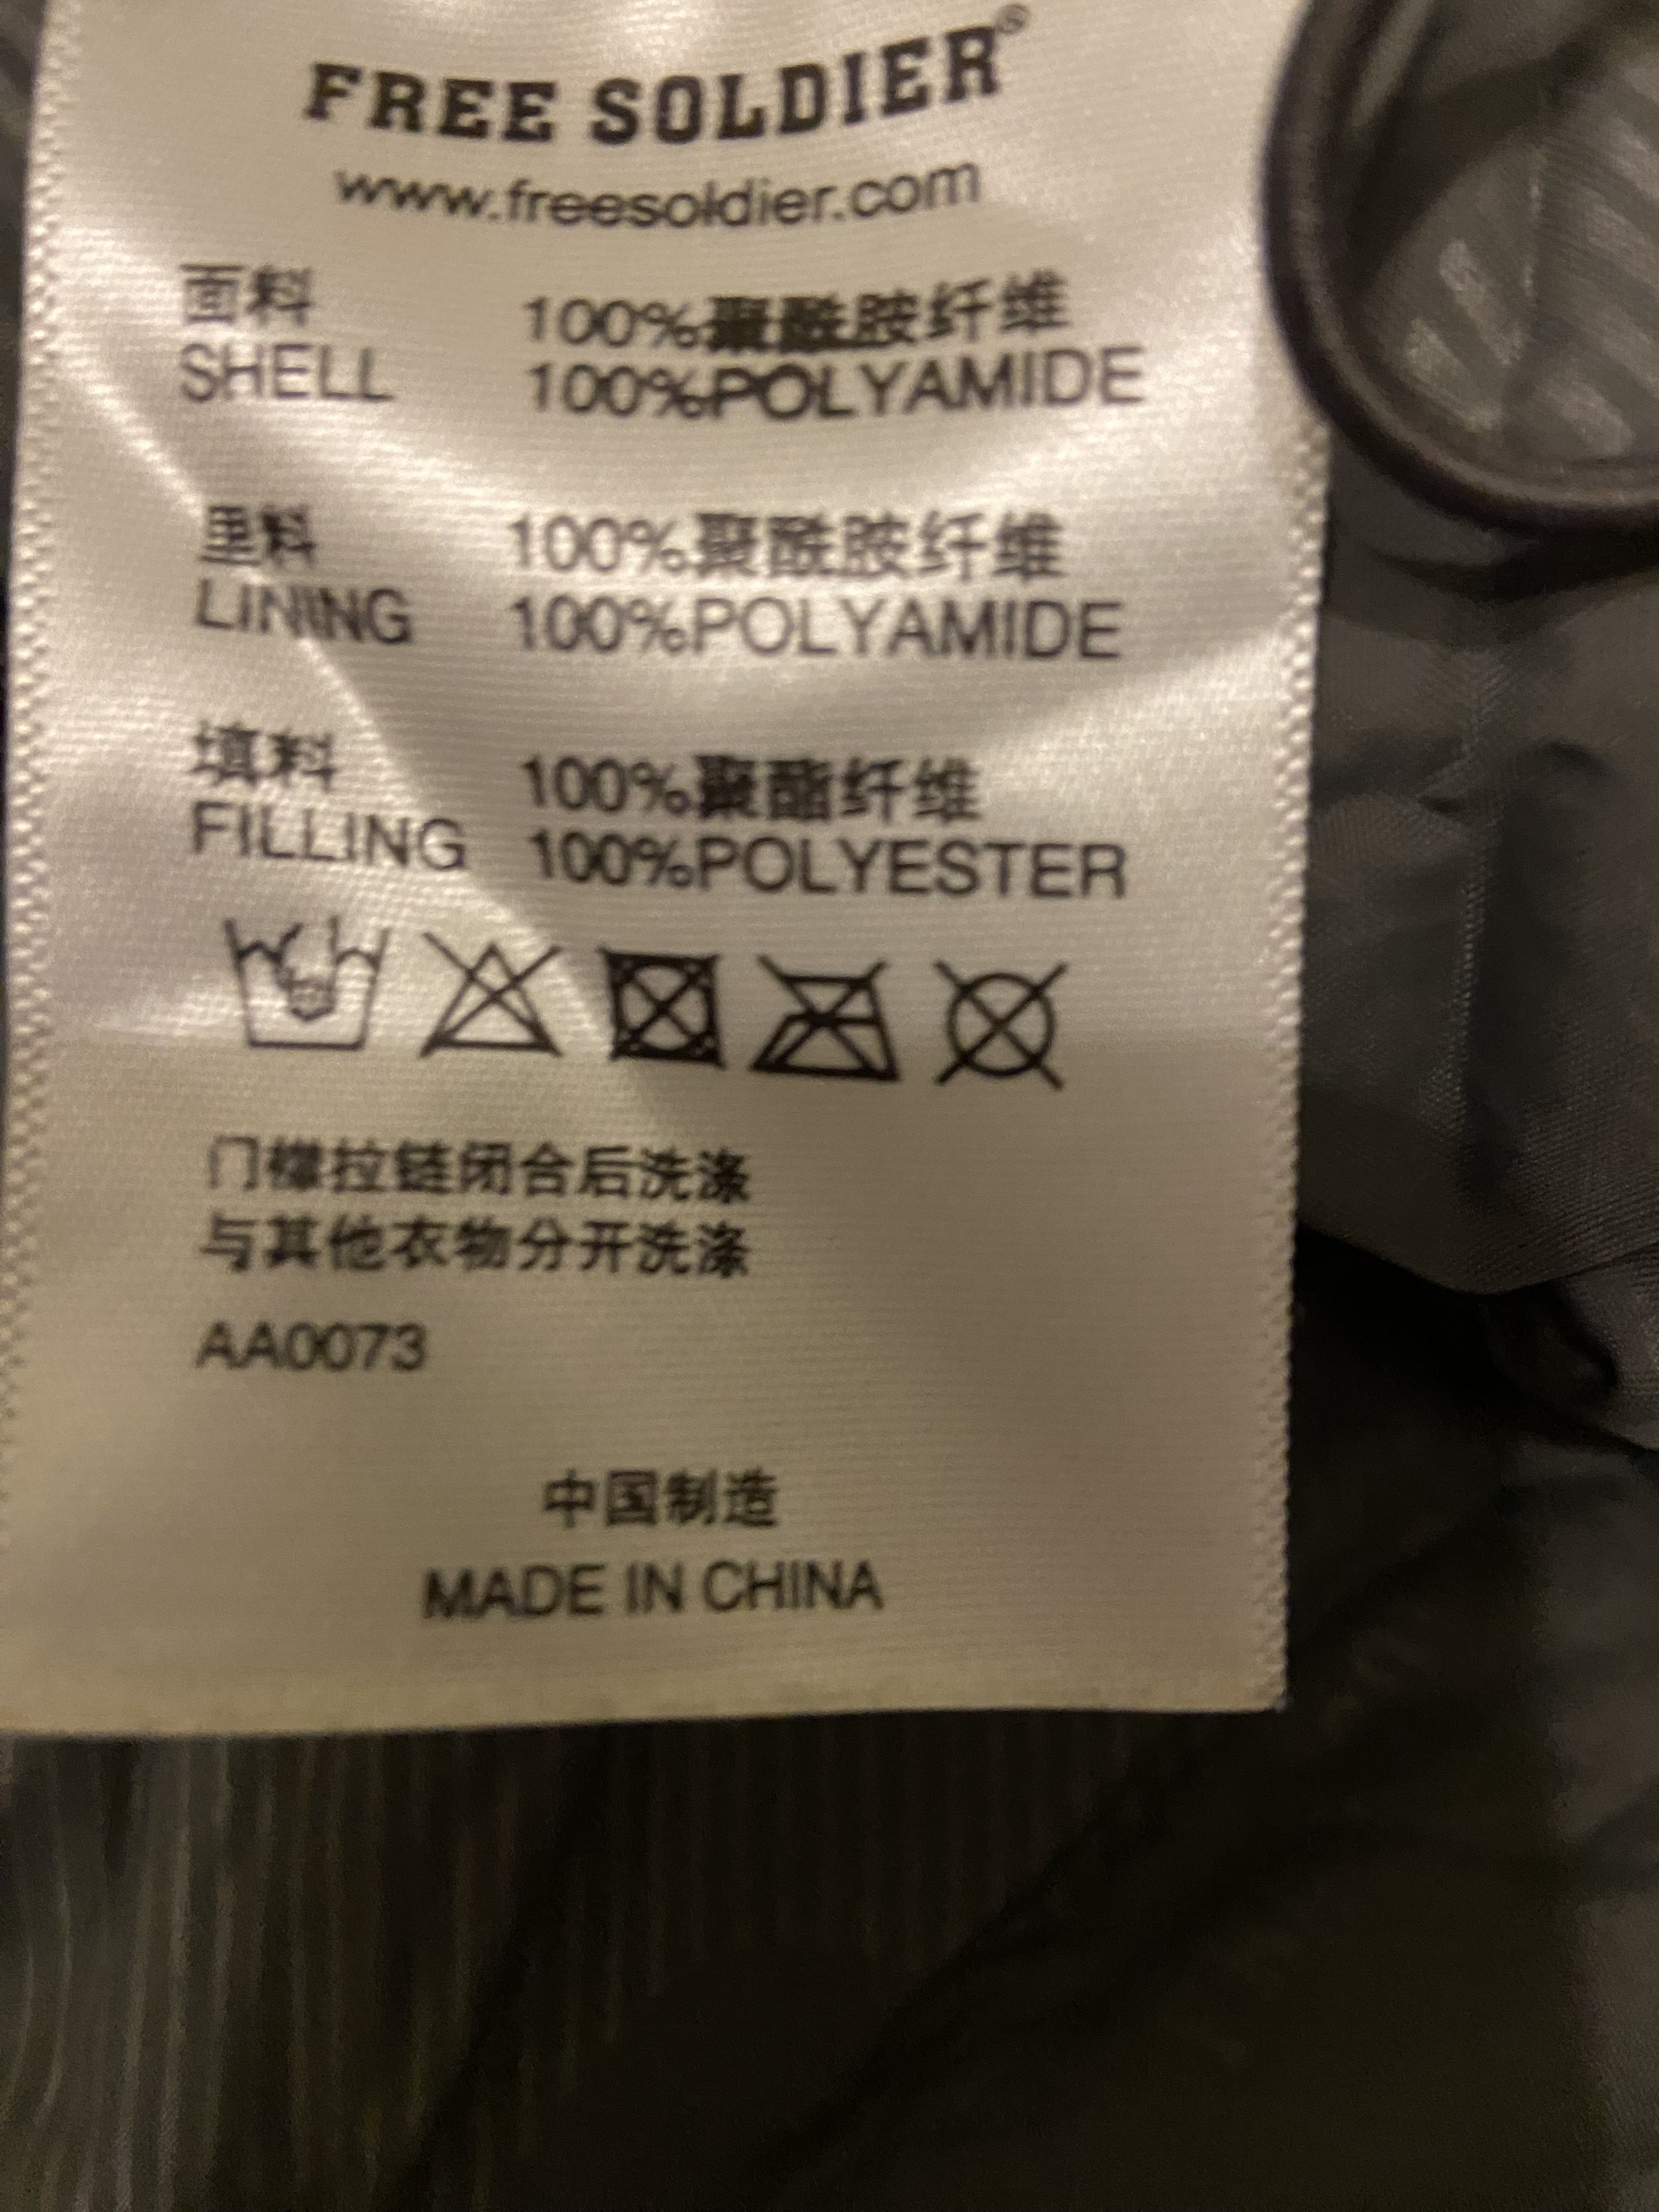 FREE SOLDIER®
www.freesoldier.com
面料 100%聚酰胺纤维
SHELL 100%POLYAMIDE
里料 100%聚酰胺纤维
LINING 100%POLYAMIDE
填料 100%聚酯纤维
FILLING 100%POLYESTER
门襟拉链闭合后洗涤
与其他衣物分开洗涤
AA0073
中国制造
MADE IN CHINA